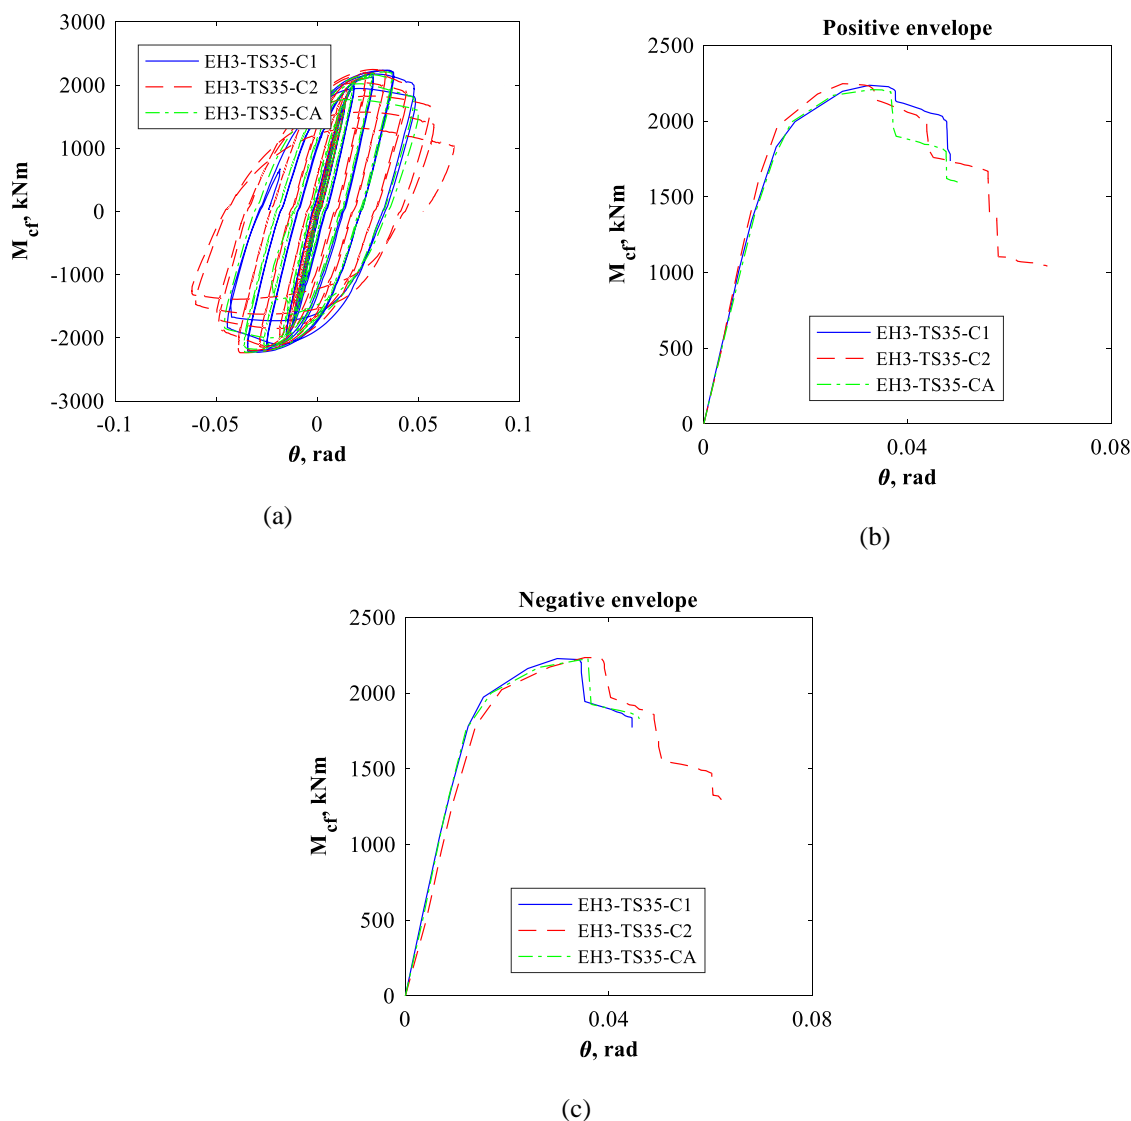 3000
2000
1000
0
-1000
-2000
-3000
M_cf, kNm
EH3-TS35-C1
EH3-TS35-C2
EH3-TS35-CA
-0.1
-0.05
0
0.05
0.1
θ, rad
(a)
Positive envelope
2500
2000
1500
1000
500
0
M_cf, kNm
EH3-TS35-C1
EH3-TS35-C2
EH3-TS35-CA
0
0.04
0.08
θ, rad
(b)
Negative envelope
2500
2000
1500
1000
500
0
M_cf, kNm
EH3-TS35-C1
EH3-TS35-C2
EH3-TS35-CA
0
0.04
0.08
θ, rad
(c)